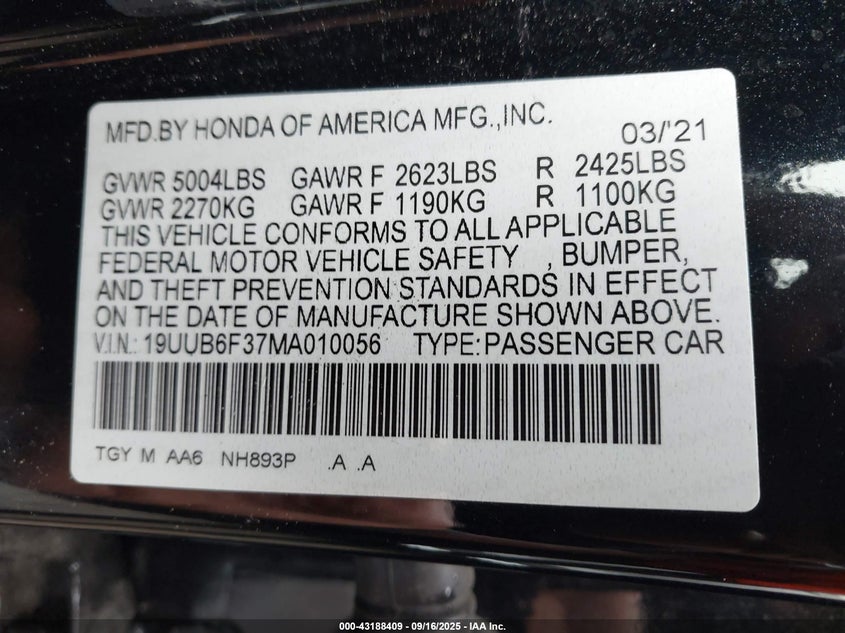 MFD.BY HONDA OF AMERICA MFG.,INC.
03/'21
GVWR 5004LBS GAWR F 2623LBS R 2425LBS
GVWR 2270KG GAWR F 1190KG R 1100KG
THIS VEHICLE CONFORMS TO ALL APPLICABLE
FEDERAL MOTOR VEHICLE SAFETY , BUMPER,
AND THEFT PREVENTION STANDARDS IN EFFECT
ON THE DATE OF MANUFACTURE SHOWN ABOVE.
V.I.N.: 19UUB6F37MA010056 TYPE:PASSENGER CAR
TGY M AA6 NH893P .A .A
000-43188409 - 09/16/2025 - IAA Inc.